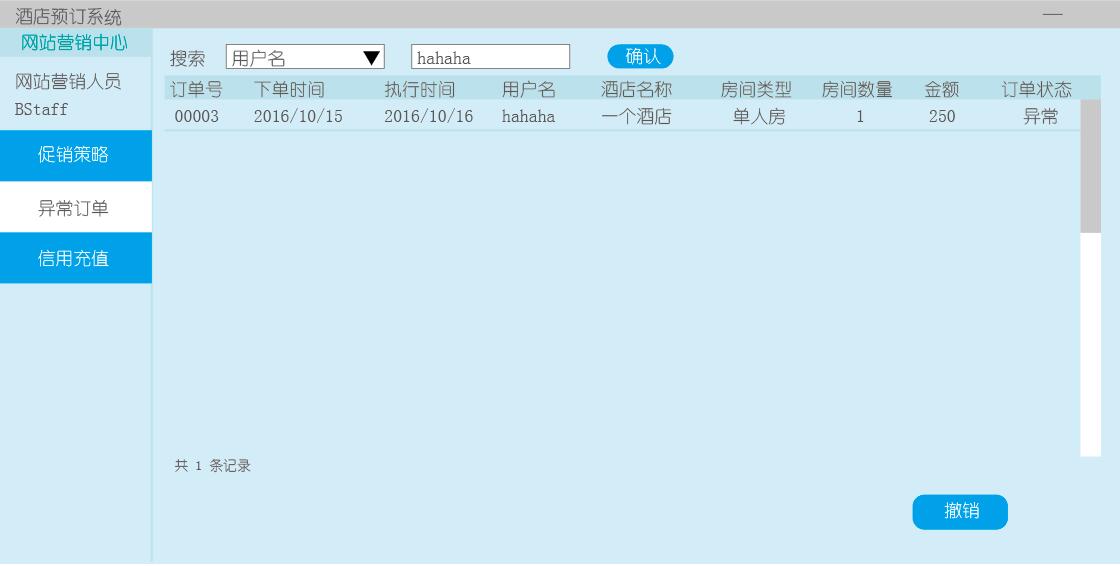 酒店预订系统
网站营销中心
网站营销人员
BStaff
促销策略
异常订单
信用充值
搜索 用户名 hahaha 确认
订单号 下单时间 执行时间 用户名 酒店名称 房间类型 房间数量 金额 订单状态
00003 2016/10/15 2016/10/16 hahaha 一个酒店 单人房 1 250 异常
共 1 条记录
撤销